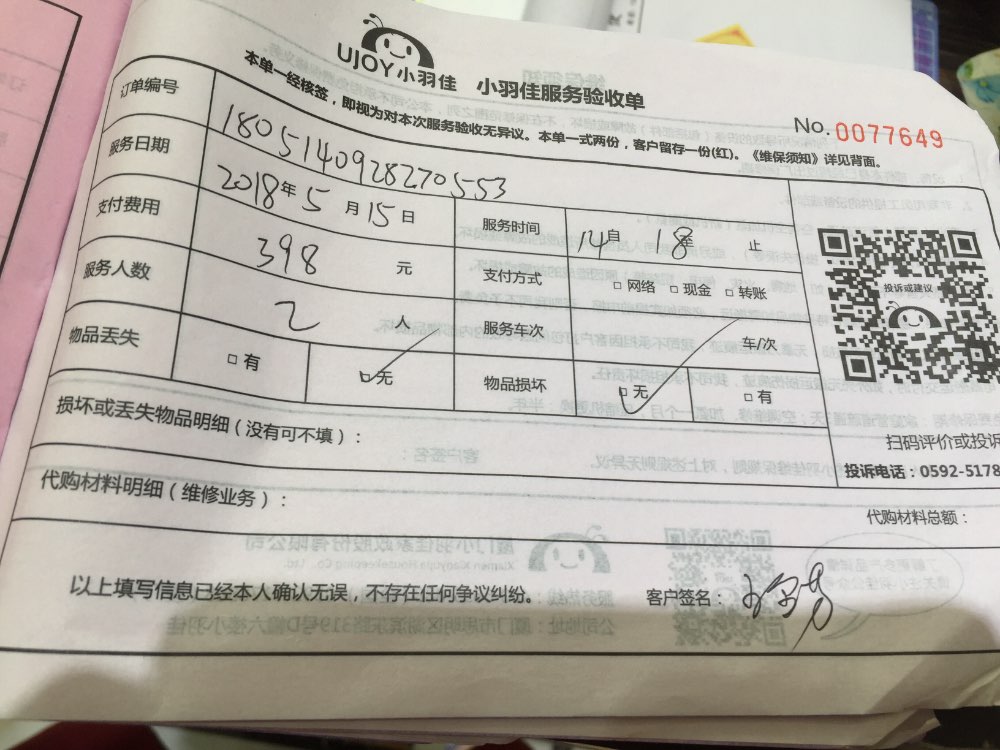 UJOY小羽佳 小羽佳服务验收单
本单一经核签，即视为对本次服务验收无异议。本单一式两份，客户留存一份(红)。《维保须知》详见背面。
No. 0077649
订单编号 1805140928270553
服务日期 2018年5月15日 服务时间 14自 18至 止
支付费用 398 元 支付方式 □网络 □现金 □转账
服务人数 2 人 服务车次 车/次
物品丢失 □有 □无 物品损坏 □无 □有
投诉或建议
扫码评价或投诉
投诉电话：0592-5178
损坏或丢失物品明细（没有可不填）：
代购材料明细（维修业务）：
代购材料总额：
以上填写信息已经本人确认无误，不存在任何争议纠纷。 客户签名：